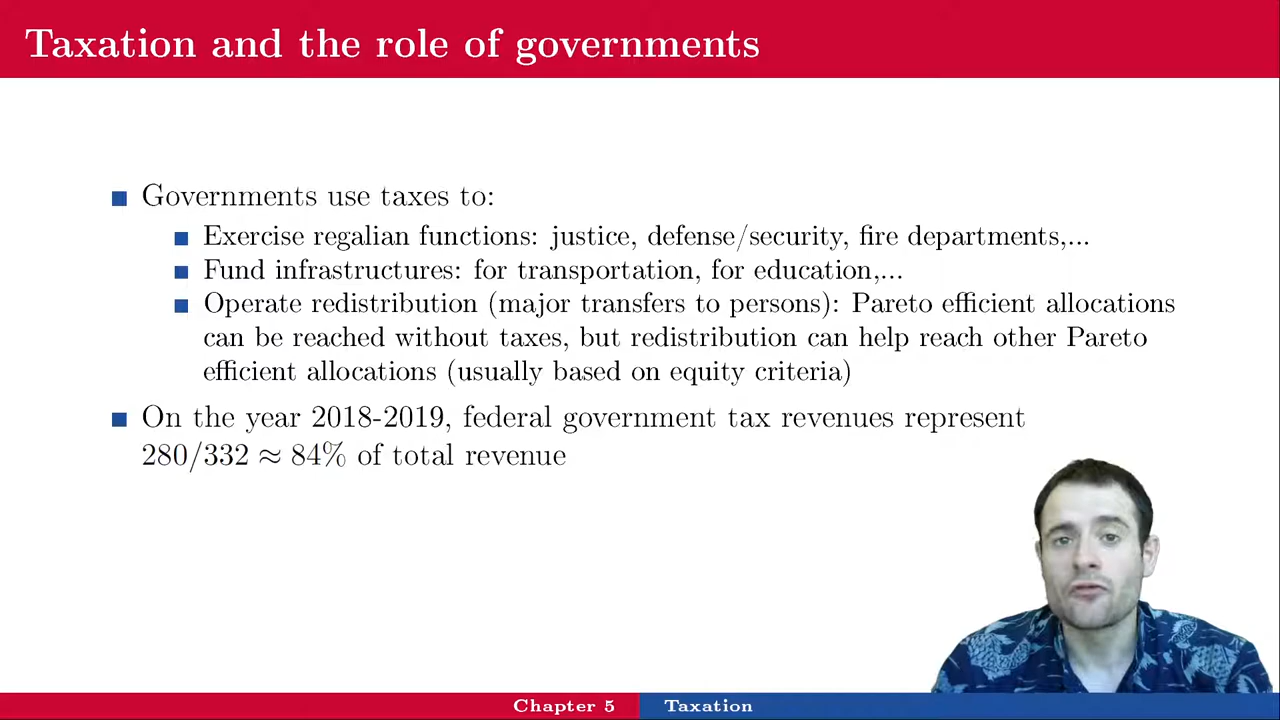 Taxation and the role of governments
Governments use taxes to:
Exercise regalian functions: justice, defense/security, fire departments,...
Fund infrastructures: for transportation, for education,...
Operate redistribution (major transfers to persons): Pareto efficient allocations
can be reached without taxes, but redistribution can help reach other Pareto
efficient allocations (usually based on equity criteria)
On the year 2018-2019, federal government tax revenues represent
280/332 ≈ 84% of total revenue
Chapter 5 Taxation